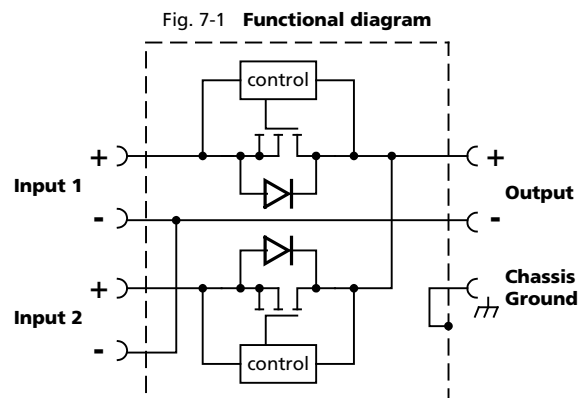 Fig. 7-1 Functional diagram
control
+
+
Input 1
Output
-
-
+
Chassis
Ground
Input 2
-
control